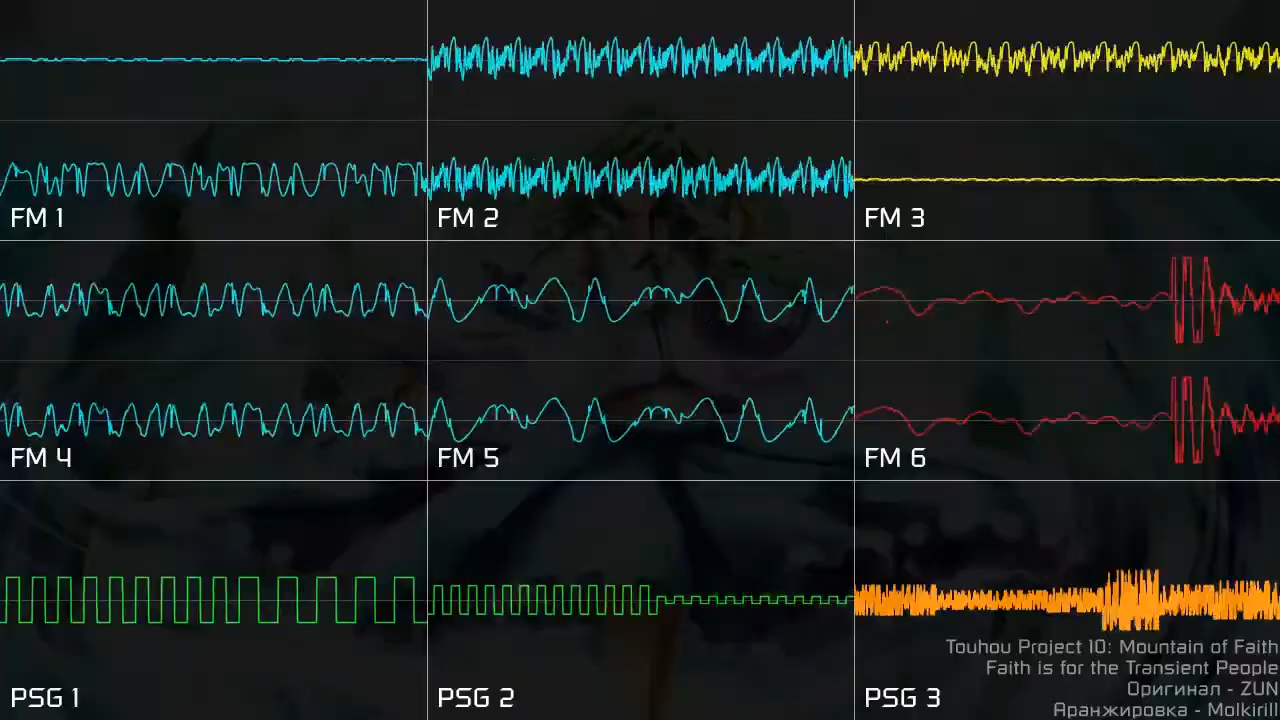 FM 1
FM 2
FM 3
FM 4
FM 5
FM 6
PSG 1
PSG 2
PSG 3
Touhou Project 10: Mountain of Faith
Faith is for the Transient People
Оригинал - ZUN
Аранжировка - Molkirill